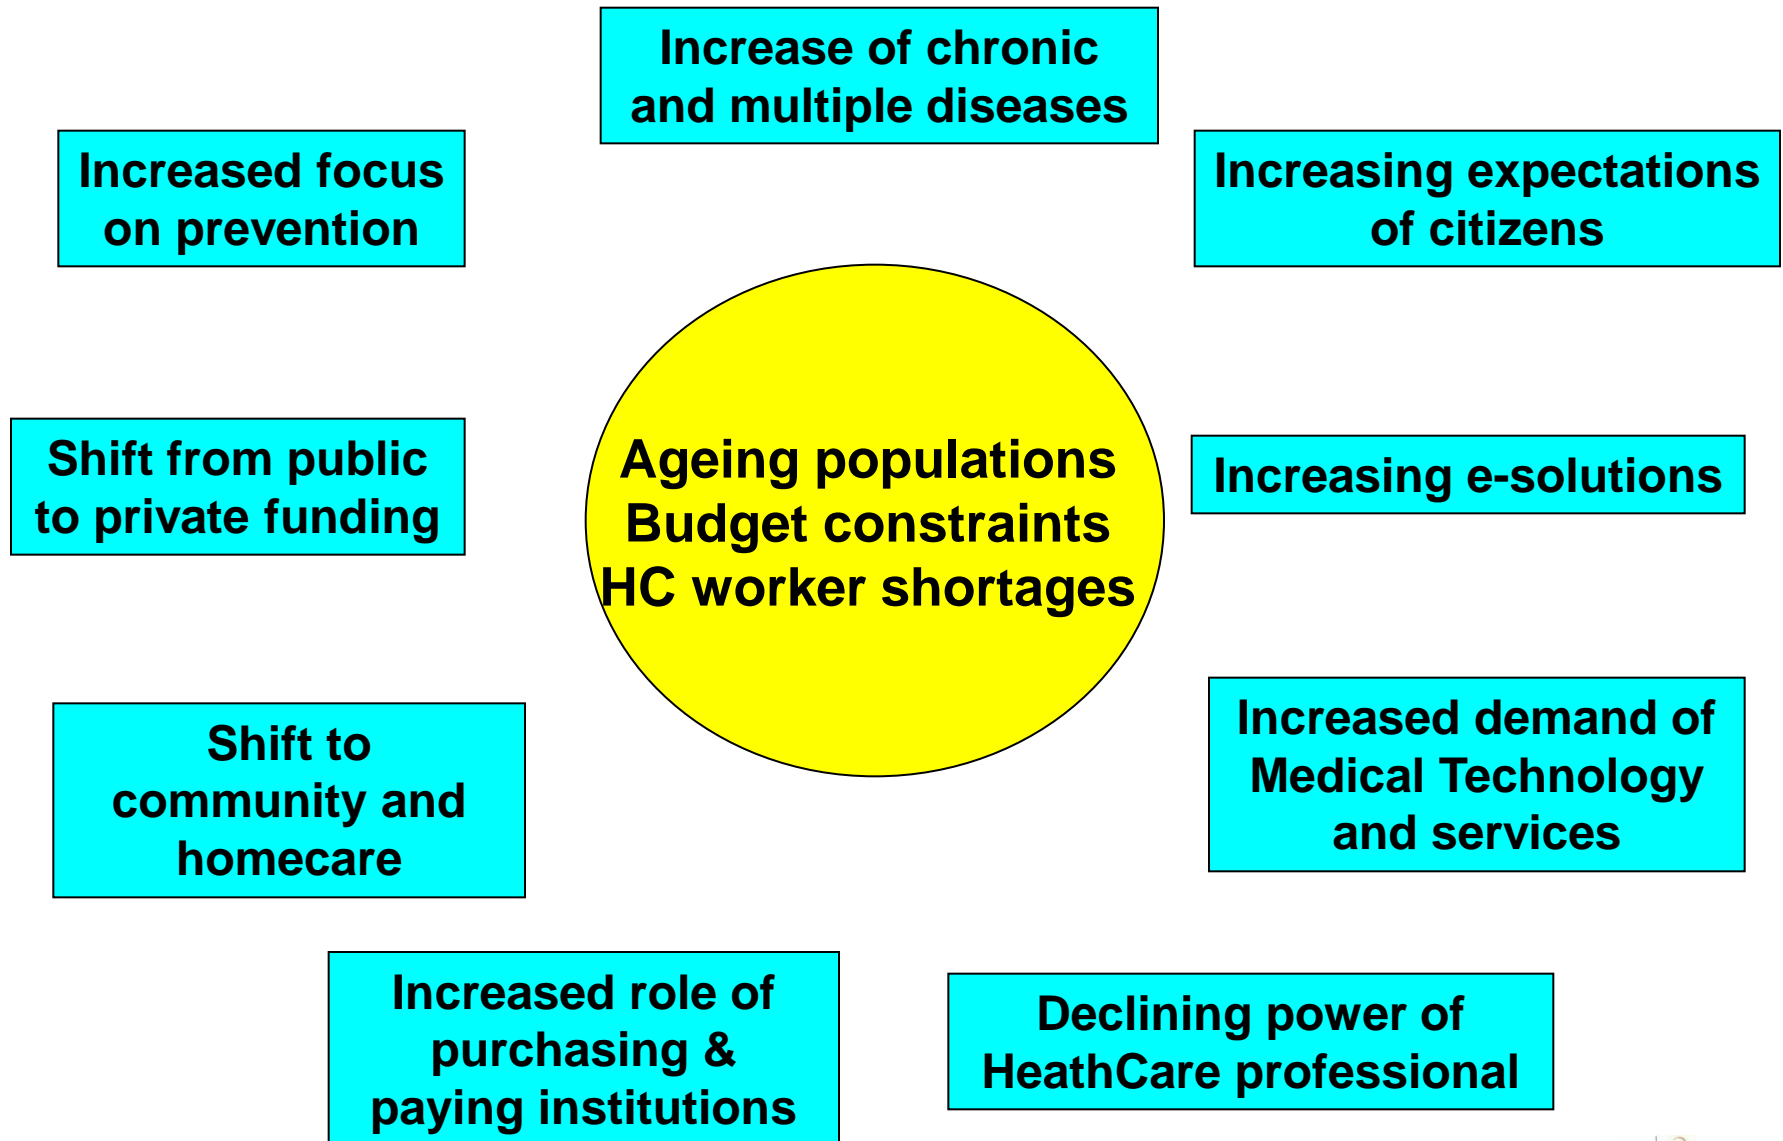 Increase of chronic
and multiple diseases
Increased focus
on prevention
Increasing expectations
of citizens
Ageing populations
Budget constraints
HC worker shortages
Shift from public
to private funding
Increasing e-solutions
Shift to
community and
homecare
Increased demand of
Medical Technology
and services
Increased role of
purchasing &
paying institutions
Declining power of
HeathCare professional